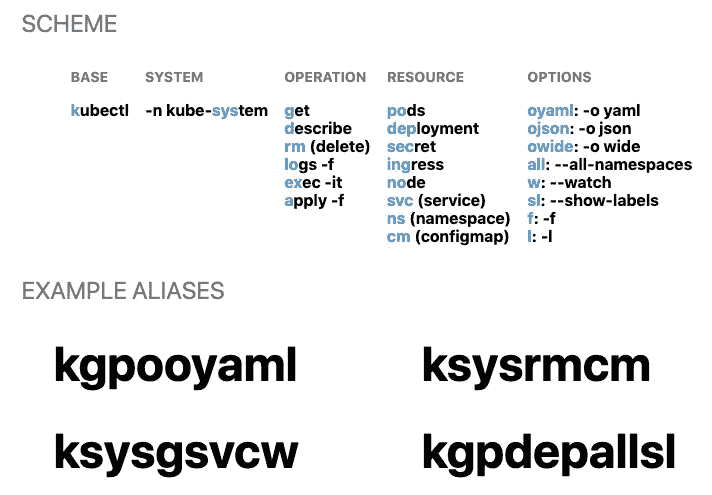 SCHEME
BASE SYSTEM OPERATION RESOURCE OPTIONS
kubectl -n kube-system get pods oyaml: -o yaml
describe deployment ojson: -o json
rm (delete) secret owide: -o wide
logs -f ingress all: --all-namespaces
exec -it node w: --watch
apply -f svc (service) sl: --show-labels
ns (namespace) f: -f
cm (configmap) l: -l
EXAMPLE ALIASES
kgpooyaml ksysrmcm
ksysgsvcw kgpdepallsl